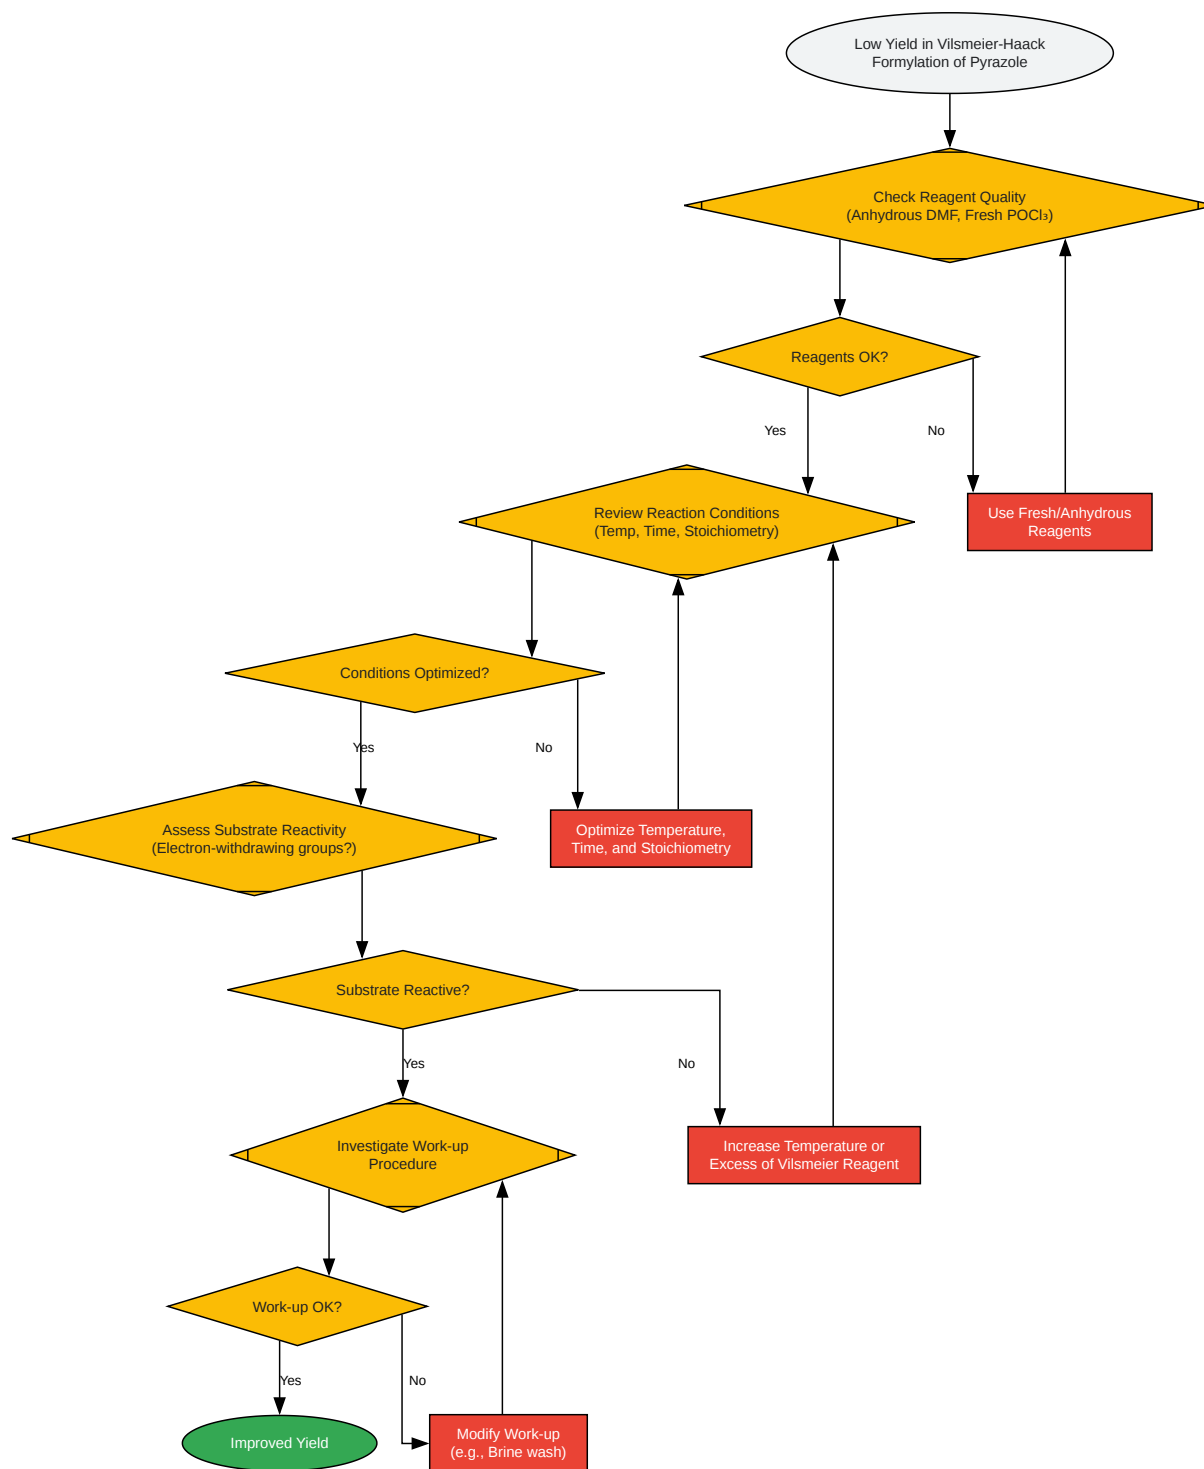 Low Yield in Vilsmeier-Haack
Formylation of Pyrazole
Check Reagent Quality
(Anhydrous DMF, Fresh POCl₃)
Reagents OK?
Yes
No
Review Reaction Conditions
(Temp, Time, Stoichiometry)
Use Fresh/Anhydrous
Reagents
Conditions Optimized?
Yes
No
Assess Substrate Reactivity
(Electron-withdrawing groups?)
Optimize Temperature,
Time, and Stoichiometry
Substrate Reactive?
Yes
No
Investigate Work-up
Procedure
Increase Temperature or
Excess of Vilsmeier Reagent
Work-up OK?
Yes
No
Improved Yield
Modify Work-up
(e.g., Brine wash)